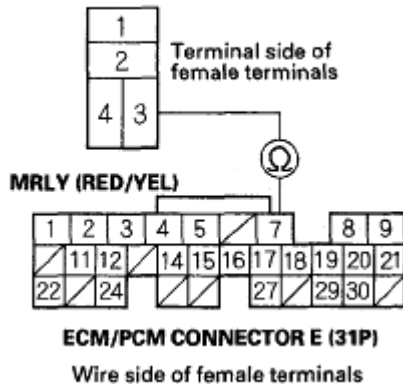 1
2
4 3
Terminal side of
female terminals
Ω
MRLY (RED/YEL)
1 2 3 4 5 7 8 9
11 12 14 15 16 17 18 19 20 21
22 24 27 29 30
ECM/PCM CONNECTOR E (31P)
Wire side of female terminals